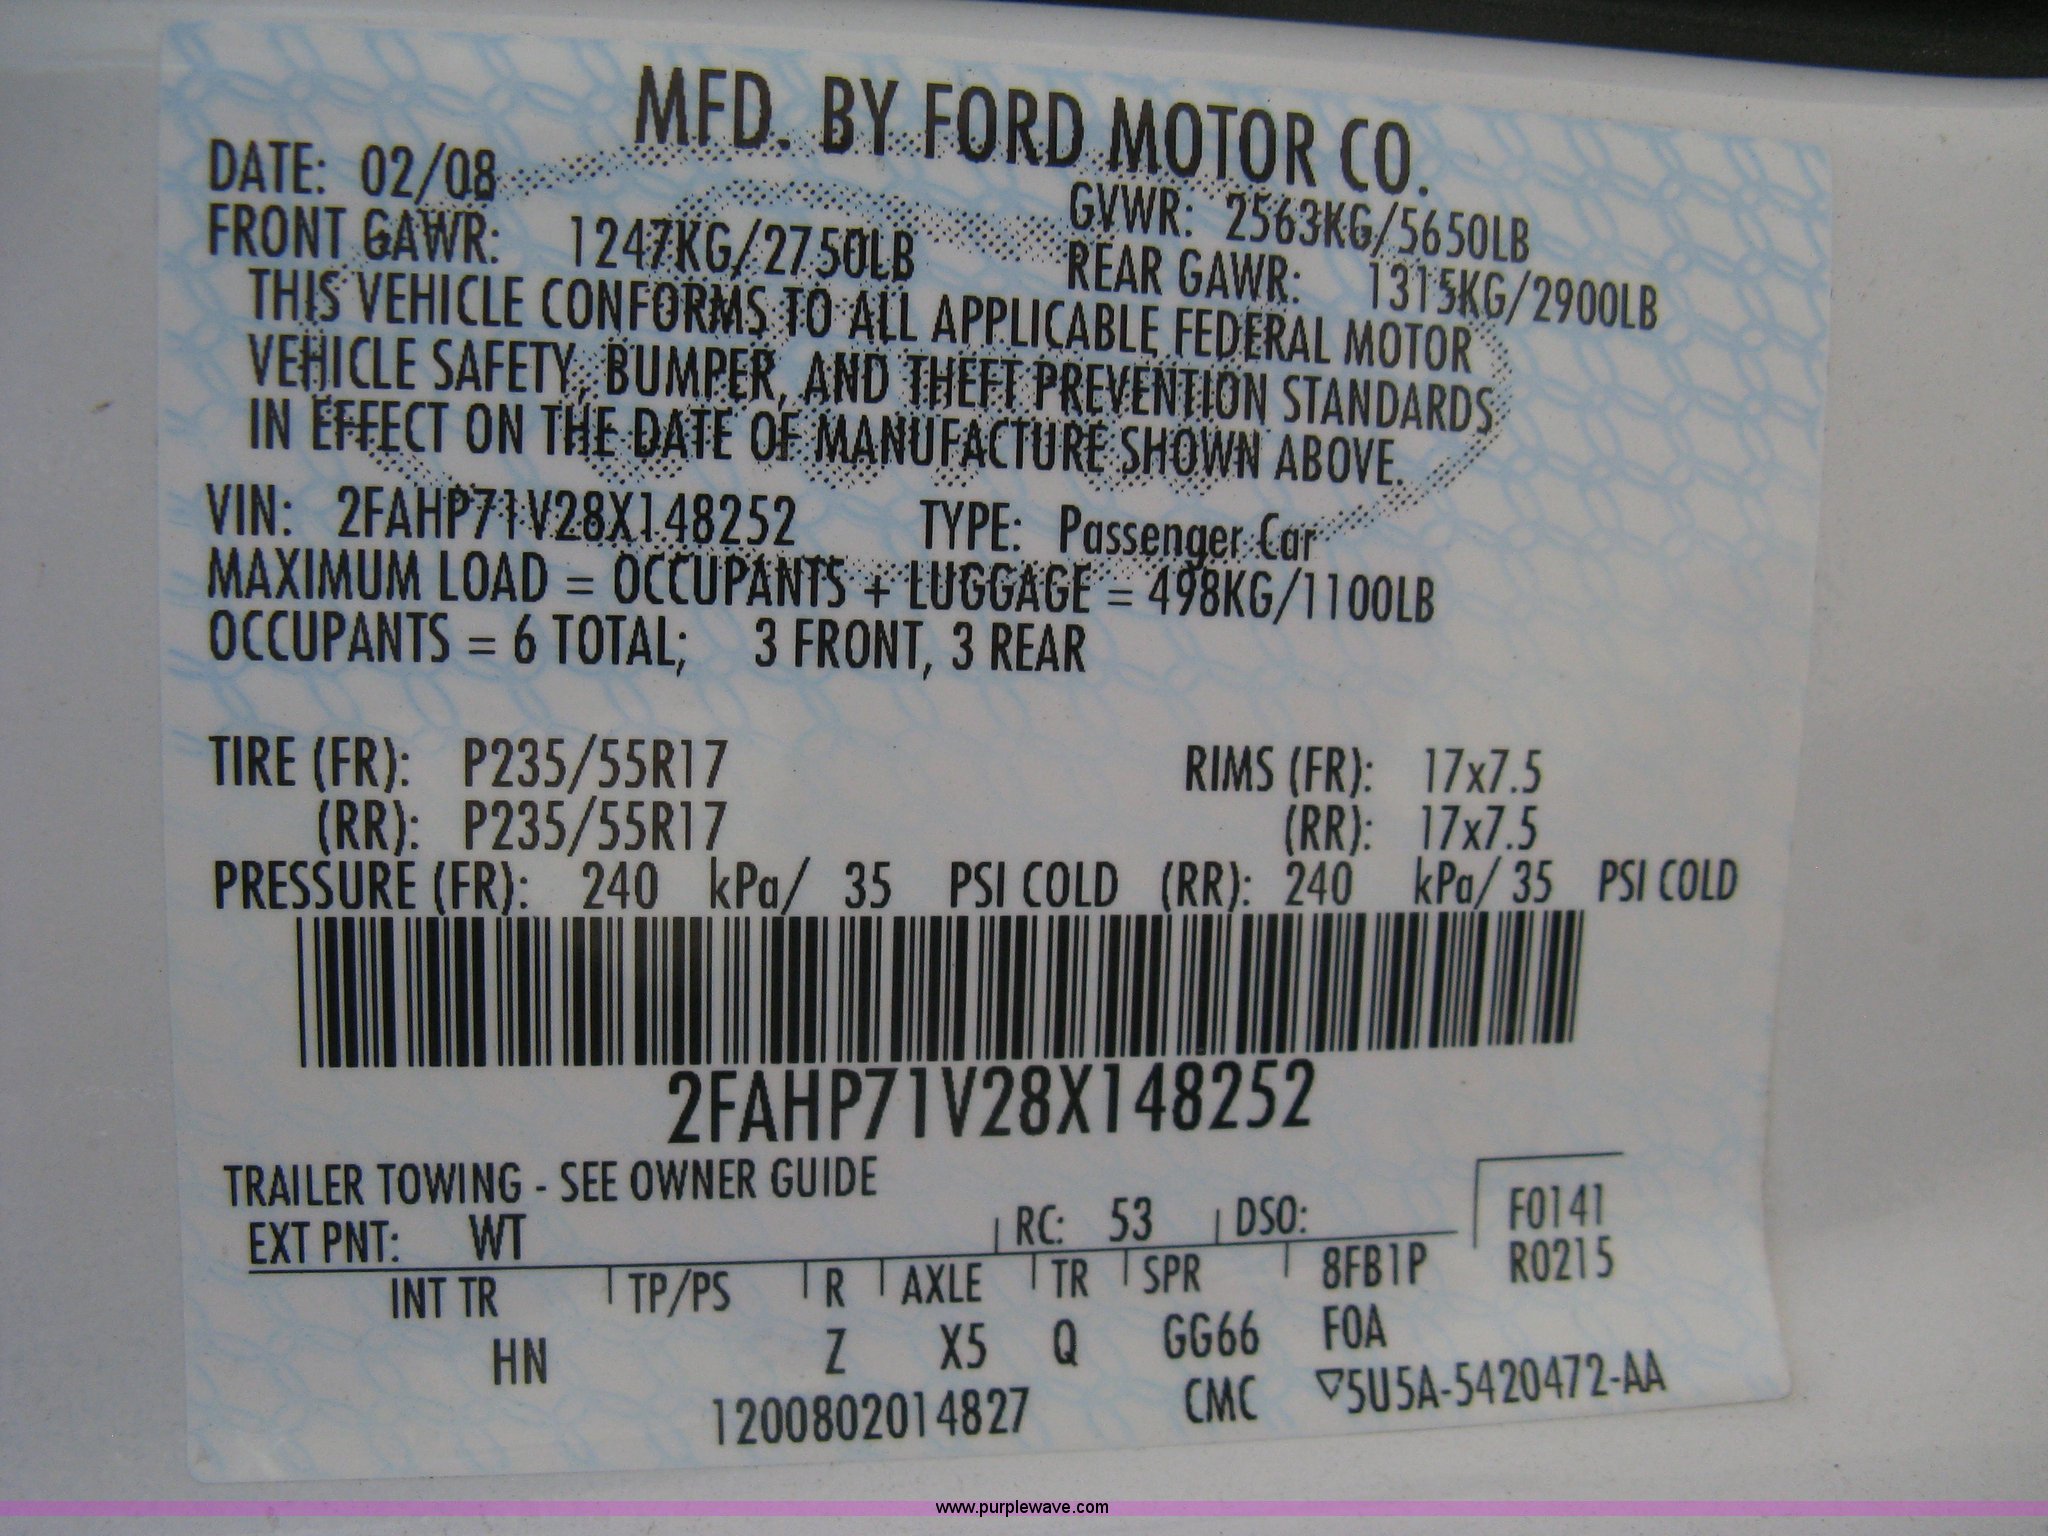 MFD. BY FORD MOTOR CO.
DATE: 02/08 GVWR: 2563KG/5650LB
FRONT GAWR: 1247KG/2750LB REAR GAWR: 1315KG/2900LB
THIS VEHICLE CONFORMS TO ALL APPLICABLE FEDERAL MOTOR
VEHICLE SAFETY, BUMPER, AND THEFT PREVENTION STANDARDS
IN EFFECT ON THE DATE OF MANUFACTURE SHOWN ABOVE.
VIN: 2FAHP71V28X148252 TYPE: Passenger Car
MAXIMUM LOAD = OCCUPANTS + LUGGAGE = 498KG/1100LB
OCCUPANTS = 6 TOTAL; 3 FRONT, 3 REAR
TIRE (FR): P235/55R17 RIMS (FR): 17x7.5
(RR): P235/55R17 (RR): 17x7.5
PRESSURE (FR): 240 kPa/ 35 PSI COLD (RR): 240 kPa/ 35 PSI COLD
2FAHP71V28X148252
TRAILER TOWING - SEE OWNER GUIDE
EXT PNT: WT RC: 53 DSO: F0141
INT TR TP/PS R AXLE TR SPR 8FB1P R0215
HN Z X5 Q GG66 FOA
1200802014827 CMC ▽5U5A-5420472-AA
www.purplewave.com